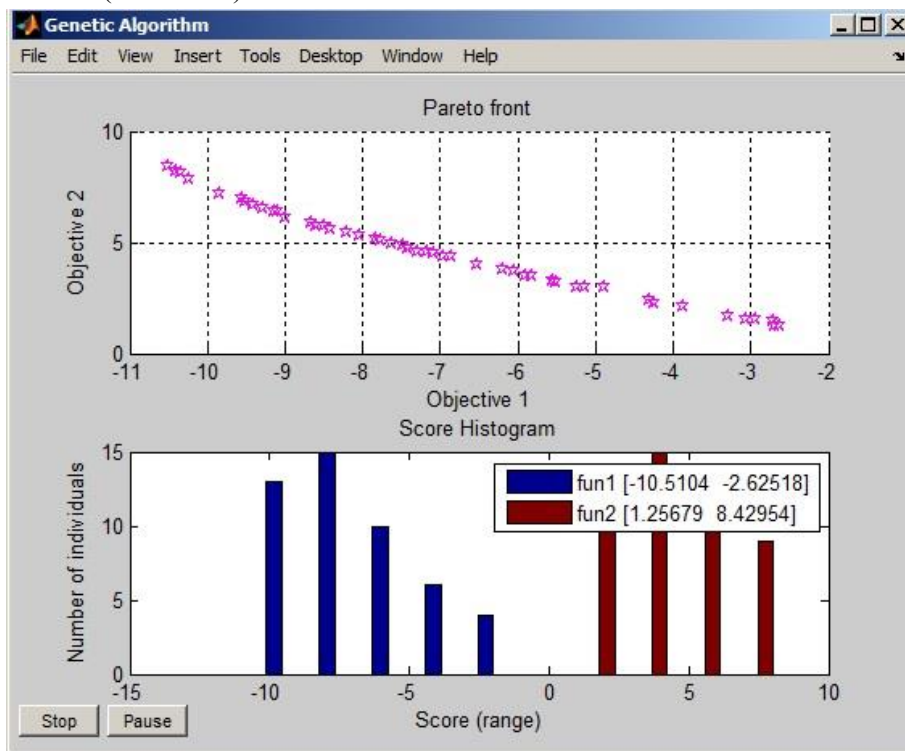 Genetic Algorithm
File Edit View Insert Tools Desktop Window Help
Pareto front
10
5
0
Objective 2
-11 -10 -9 -8 -7 -6 -5 -4 -3 -2
Objective 1
Score Histogram
15
10
5
0
Number of individuals
fun1 [-10.5104 -2.62518]
fun2 [1.25679 8.42954]
-15 -10 -5 0 5 10
Score (range)
Stop Pause